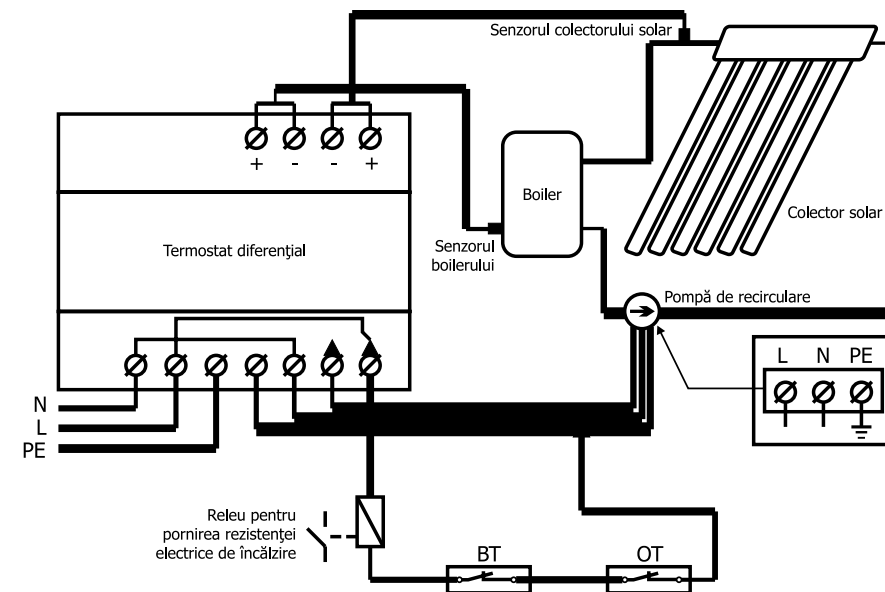 Senzorul colectorului solar
+ - - +
Boiler
Colector solar
Termostat diferenţial
Senzorul
boilerului
Pompă de recirculare
L N PE
N
L
PE
Releu pentru
pornirea rezistenţei
electrice de încălzire
BT
OT